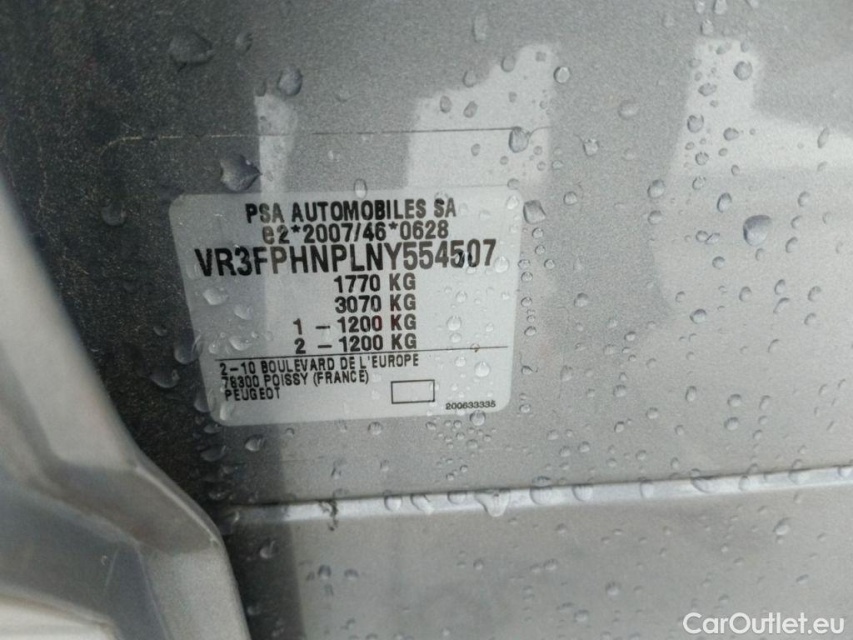 PSA AUTOMOBILES SA
e2*2007/46*0628
VR3FPHNPLNY554507
1770 KG
3070 KG
1 - 1200 KG
2 - 1200 KG
2-10 BOULEVARD DE L'EUROPE
78300 POISSY (FRANCE)
PEUGEOT
200633335
CarOutlet.eu